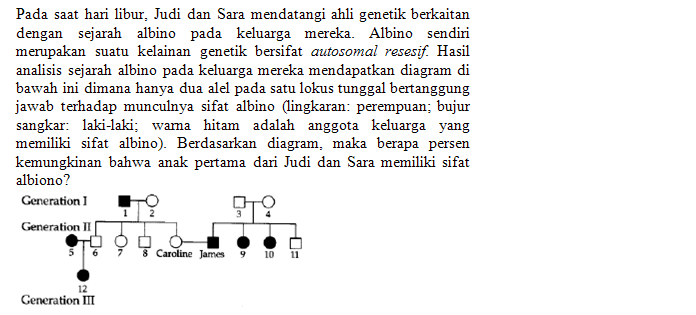 Pada saat hari libur, Judi dan Sara mendatangi ahli genetik berkaitan
dengan sejarah albino pada keluarga mereka. Albino sendiri
merupakan suatu kelainan genetik bersifat autosomal resesif. Hasil
analisis sejarah albino pada keluarga mereka mendapatkan diagram di
bawah ini dimana hanya dua alel pada satu lokus tunggal bertanggung
jawab terhadap munculnya sifat albino (lingkaran: perempuan; bujur
sangkar: laki-laki; warna hitam adalah anggota keluarga yang
memiliki sifat albino). Berdasarkan diagram, maka berapa persen
kemungkinan bahwa anak pertama dari Judi dan Sara memiliki sifat
albiono?
Generation I
1 2 3 4
Generation II
5 6 7 8 Caroline James 9 10 11
12
Generation III